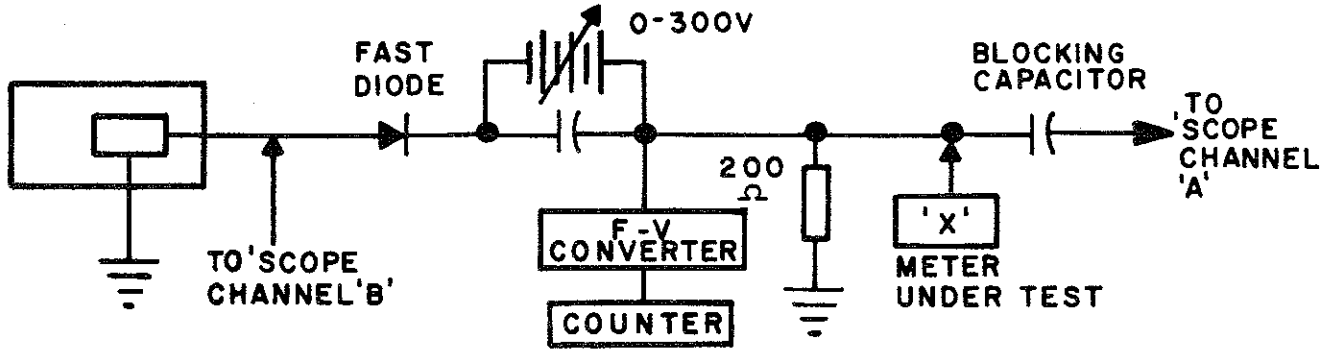 0-300V
FAST
DIODE
BLOCKING
CAPACITOR
'TO
'SCOPE
CHANNEL
'A'
200
Ω
F-V
CONVERTER
'X'
TO 'SCOPE
CHANNEL 'B'
METER
UNDER TEST
COUNTER